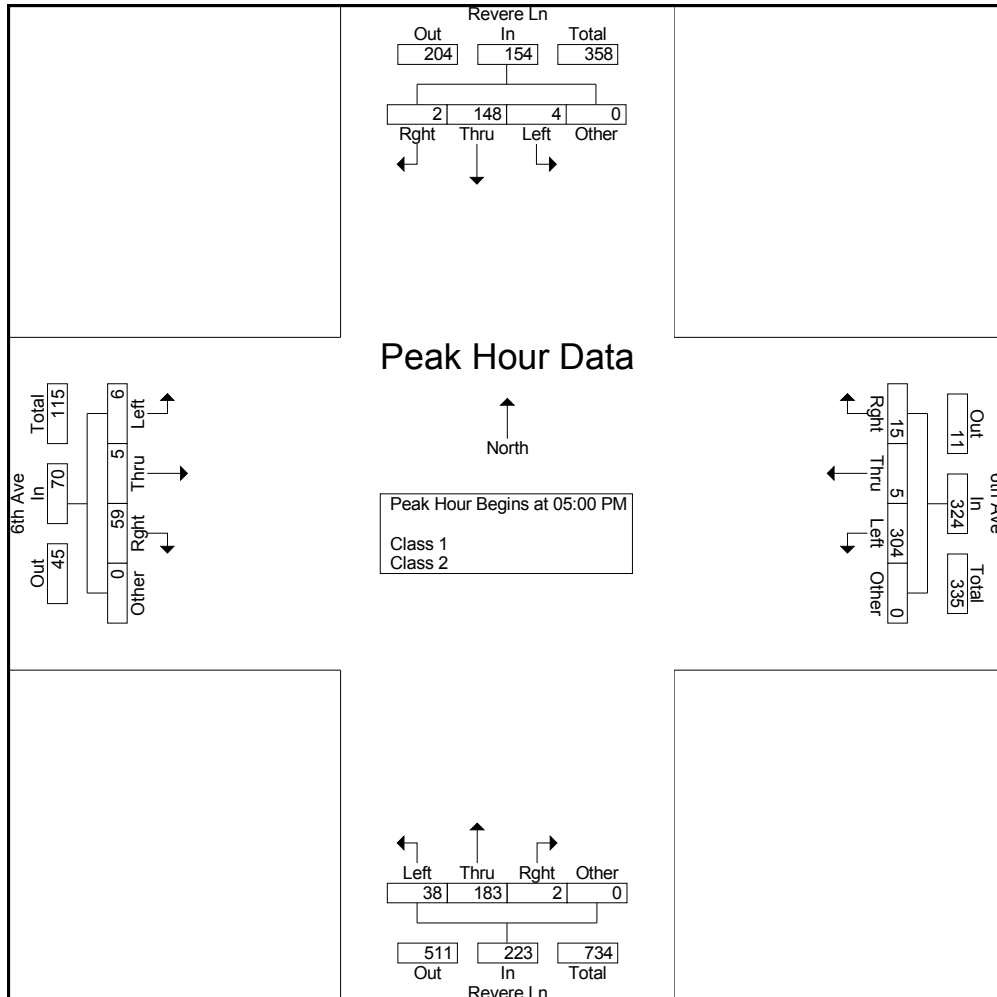 Revere Ln
Out In Total
204 154 358
2 148 4 0
Rght Thru Left Other
Peak Hour Data
North
Peak Hour Begins at 05:00 PM
Class 1
Class 2
6th Ave
Total In Out
115 70 45
6 5 59 0
Left Thru Rght Other
Rght Thru Left Other
15 5 304 0
Out In Total
11 324 335
6th Ave
Left Thru Rght Other
38 183 2 0
511 223 734
Out In Total
Revere Ln